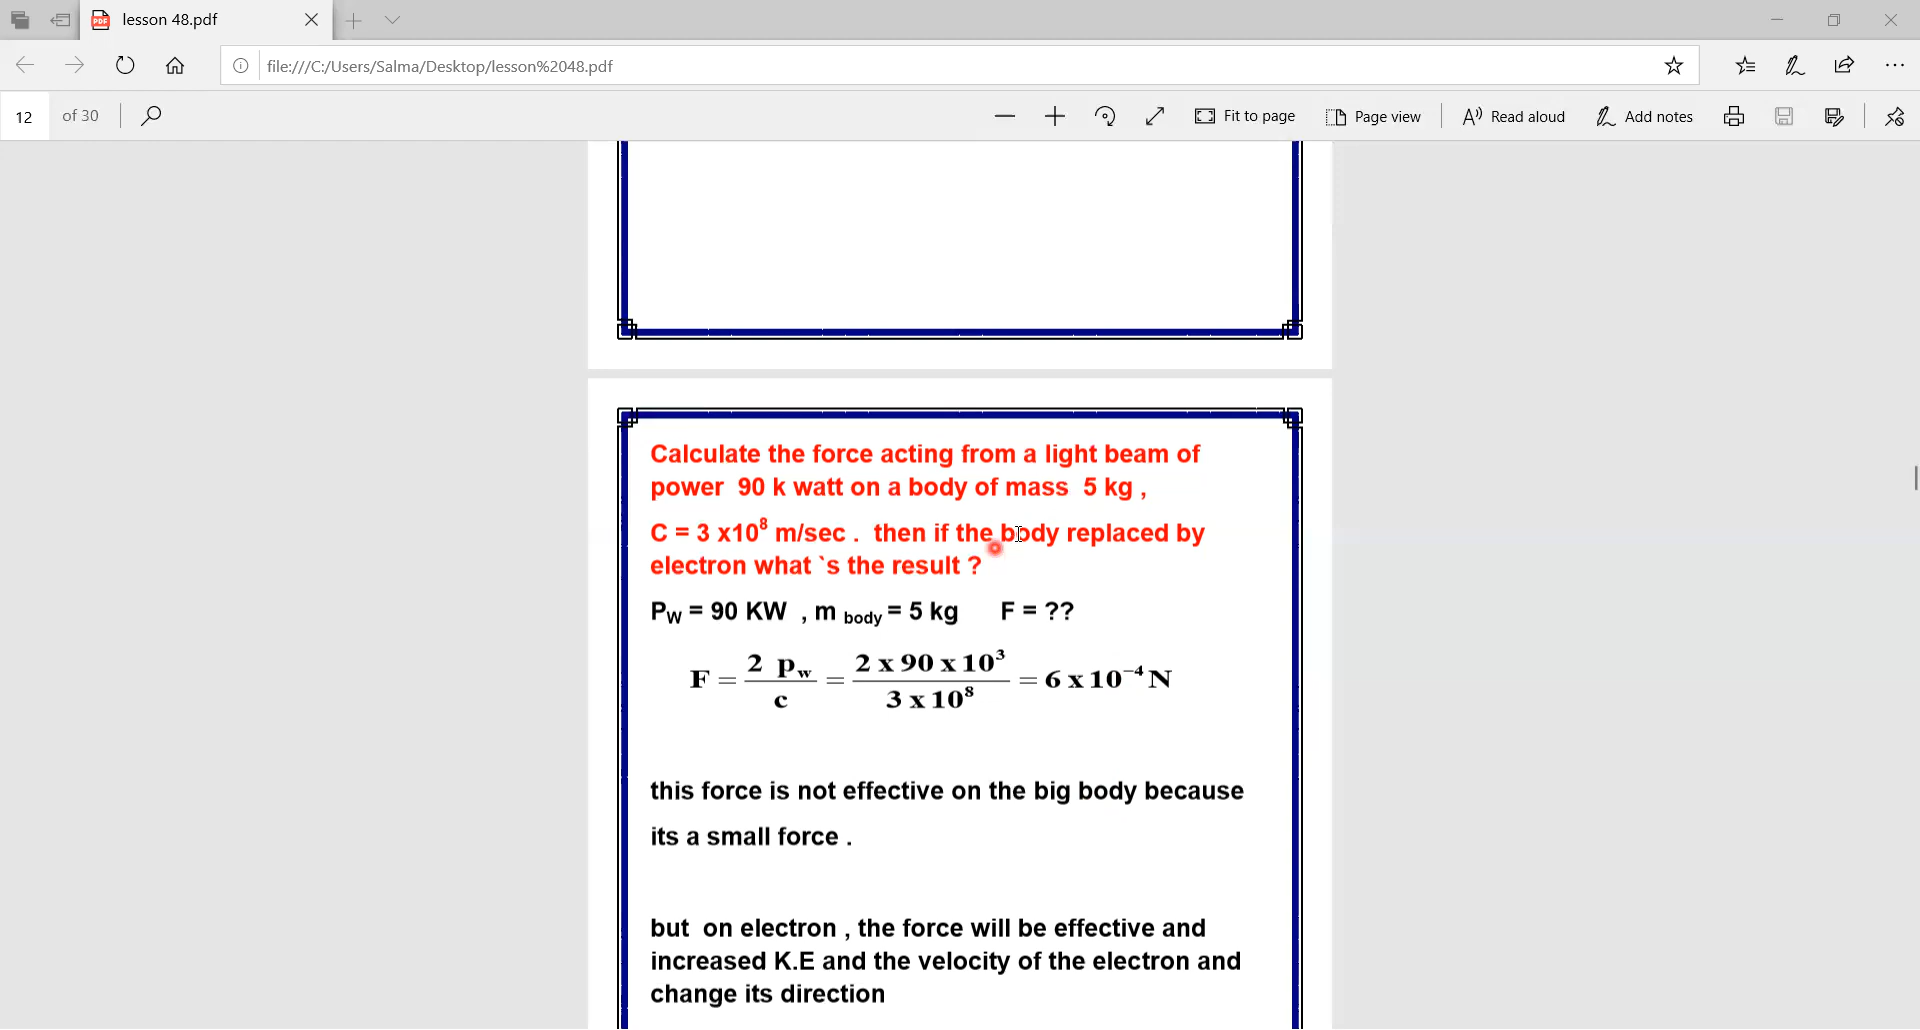 lesson 48.pdf
file:///C:/Users/Salma/Desktop/lesson%2048.pdf
12 of 30
Fit to page
Page view
Read aloud
Add notes
Calculate the force acting from a light beam of
power 90 k watt on a body of mass 5 kg ,
C = 3 x10⁸ m/sec . then if the body replaced by
electron what `s the result ?
P_W = 90 KW , m _body = 5 kg F = ??
F = 2 p_w / c = 2 x 90 x 10³ / 3 x 10⁸ = 6 x 10⁻⁴ N
this force is not effective on the big body because
its a small force .
but on electron , the force will be effective and
increased K.E and the velocity of the electron and
change its direction